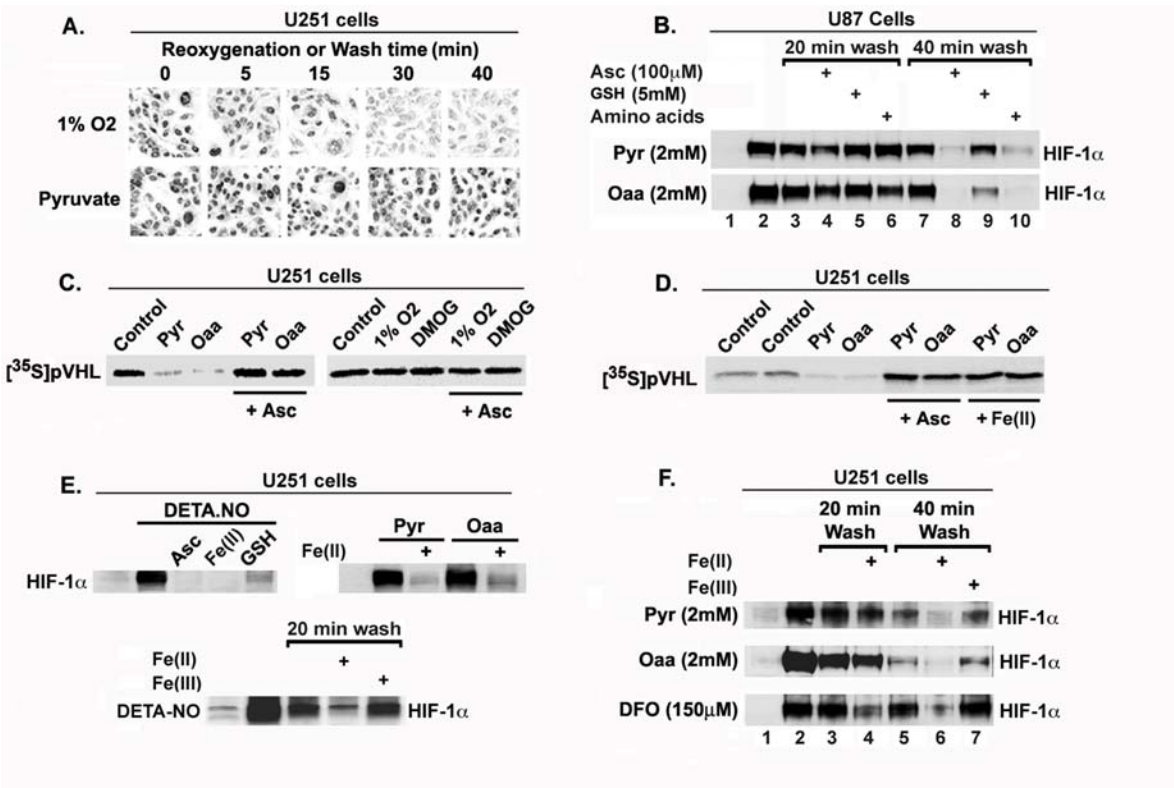 A.
U251 cells
Reoxygenation or Wash time (min)
0 5 15 30 40
1% O2
Pyruvate
B.
U87 Cells
20 min wash 40 min wash
Asc (100µM) + +
GSH (5mM) + +
Amino acids + +
Pyr (2mM) HIF-1α
Oaa (2mM) HIF-1α
1 2 3 4 5 6 7 8 9 10
C.
U251 cells
Control Pyr Oaa Pyr Oaa Control 1% O2 DMOG 1% O2 DMOG
[35S]pVHL
+ Asc + Asc
D.
U251 cells
Control Control Pyr Oaa Pyr Oaa Pyr Oaa
[35S]pVHL
+ Asc + Fe(II)
E.
U251 cells
DETA.NO
Asc Fe(II) GSH
HIF-1α
Pyr Oaa
Fe(II) + +
20 min wash
Fe(II) +
Fe(III) +
DETA-NO HIF-1α
F.
U251 cells
20 min Wash 40 min Wash
Fe(II) + +
Fe(III) +
Pyr (2mM) HIF-1α
Oaa (2mM) HIF-1α
DFO (150µM) HIF-1α
1 2 3 4 5 6 7